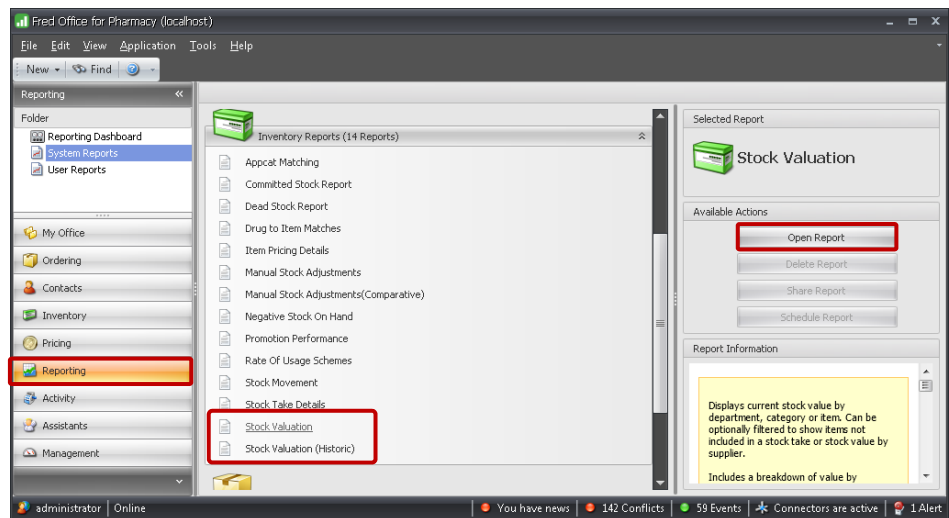 Fred Office for Pharmacy (localhost)
File Edit View Application Tools Help
New Find
Reporting
Folder
Reporting Dashboard
System Reports
User Reports
My Office
Ordering
Contacts
Inventory
Pricing
Reporting
Activity
Assistants
Management
Inventory Reports (14 Reports)
Appcat Matching
Committed Stock Report
Dead Stock Report
Drug to Item Matches
Item Pricing Details
Manual Stock Adjustments
Manual Stock Adjustments(Comparative)
Negative Stock On Hand
Promotion Performance
Rate Of Usage Schemes
Stock Movement
Stock Take Details
Stock Valuation
Stock Valuation (Historic)
Selected Report
Stock Valuation
Available Actions
Open Report
Delete Report
Share Report
Schedule Report
Report Information
Displays current stock value by
department, category or item. Can be
optionally filtered to show items not
included in a stock take or stock value by
supplier.
Includes a breakdown of value by
administrator Online You have news 142 Conflicts 59 Events Connectors are active 1 Alert